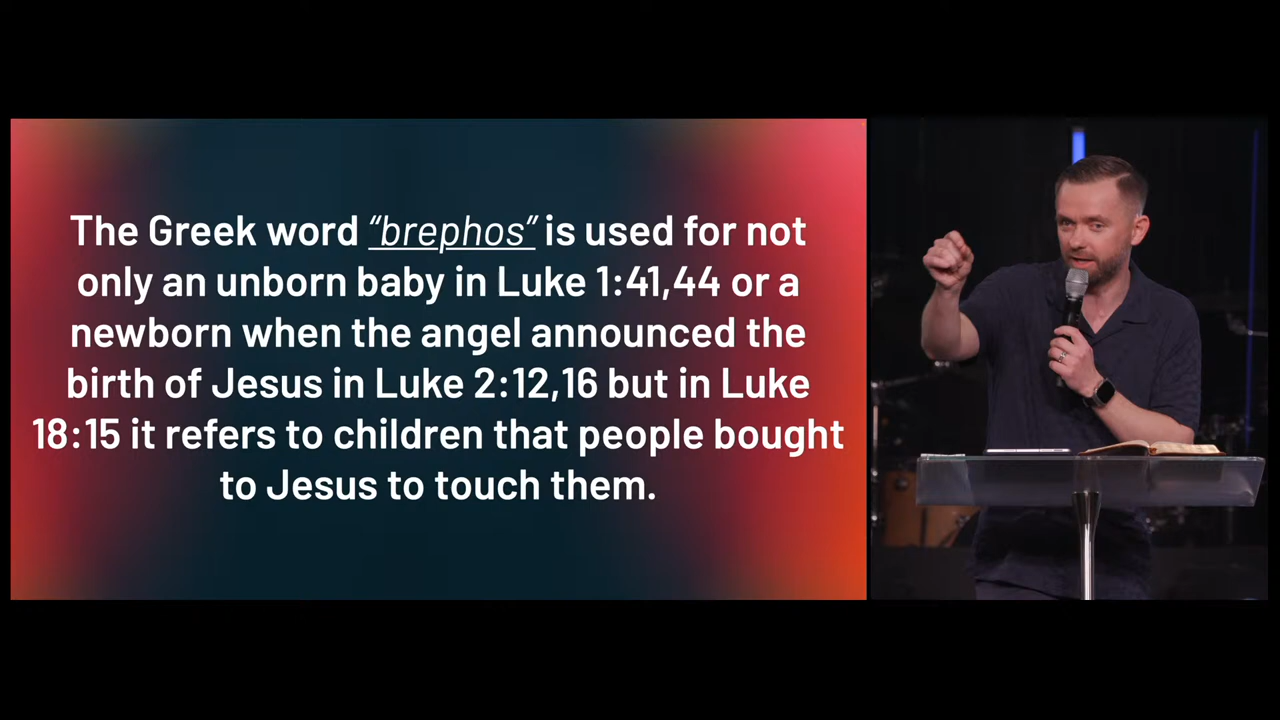 The Greek word “brephos” is used for not
only an unborn baby in Luke 1:41,44 or a
newborn when the angel announced the
birth of Jesus in Luke 2:12,16 but in Luke
18:15 it refers to children that people bought
to Jesus to touch them.